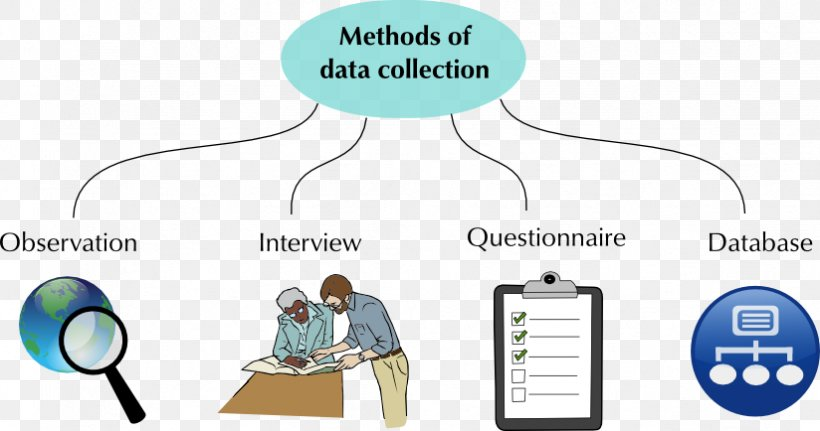 Methods of
data collection
Observation
Interview
Questionnaire
Database